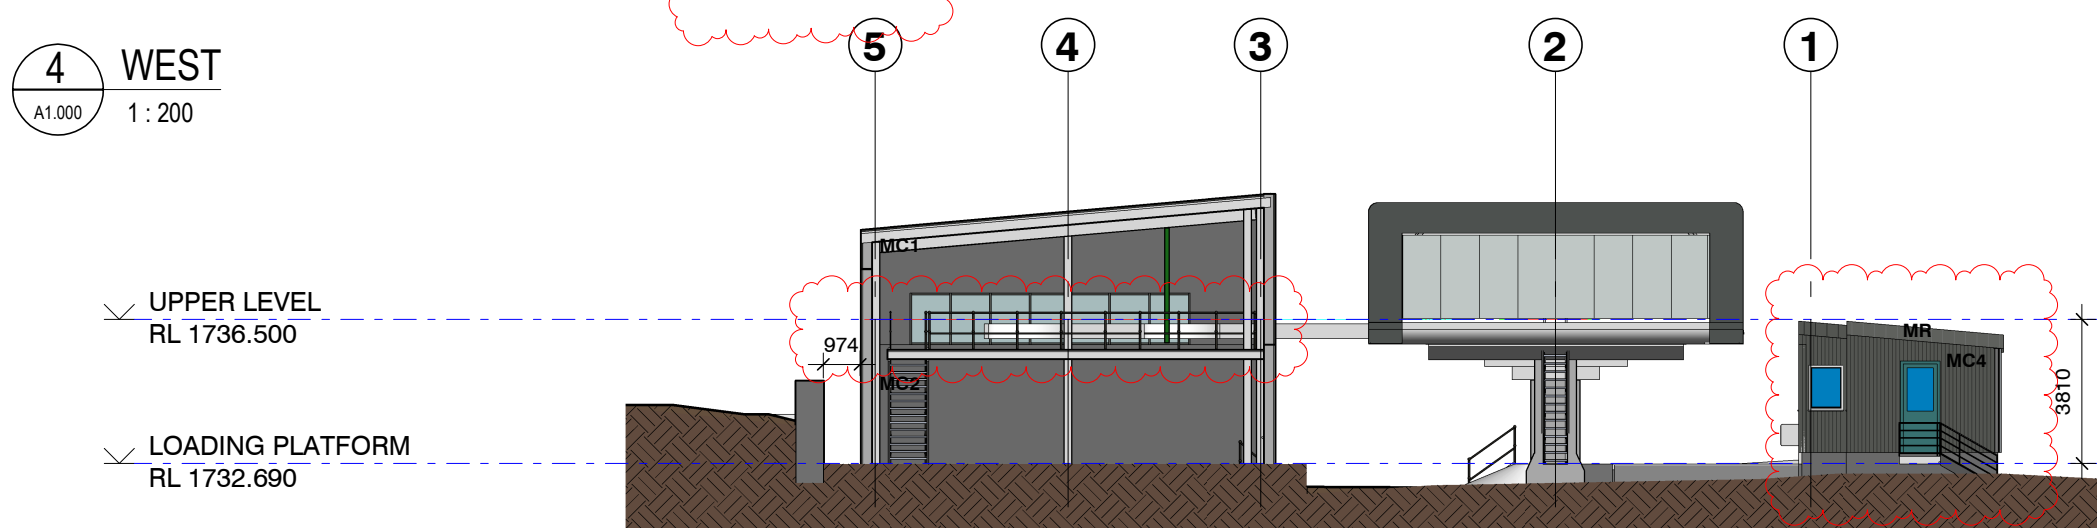 4
A1.000
WEST
1 : 200
5
4
3
2
1
MC1
UPPER LEVEL
RL 1736.500
974
MC2
MR
MC4
3810
LOADING PLATFORM
RL 1732.690